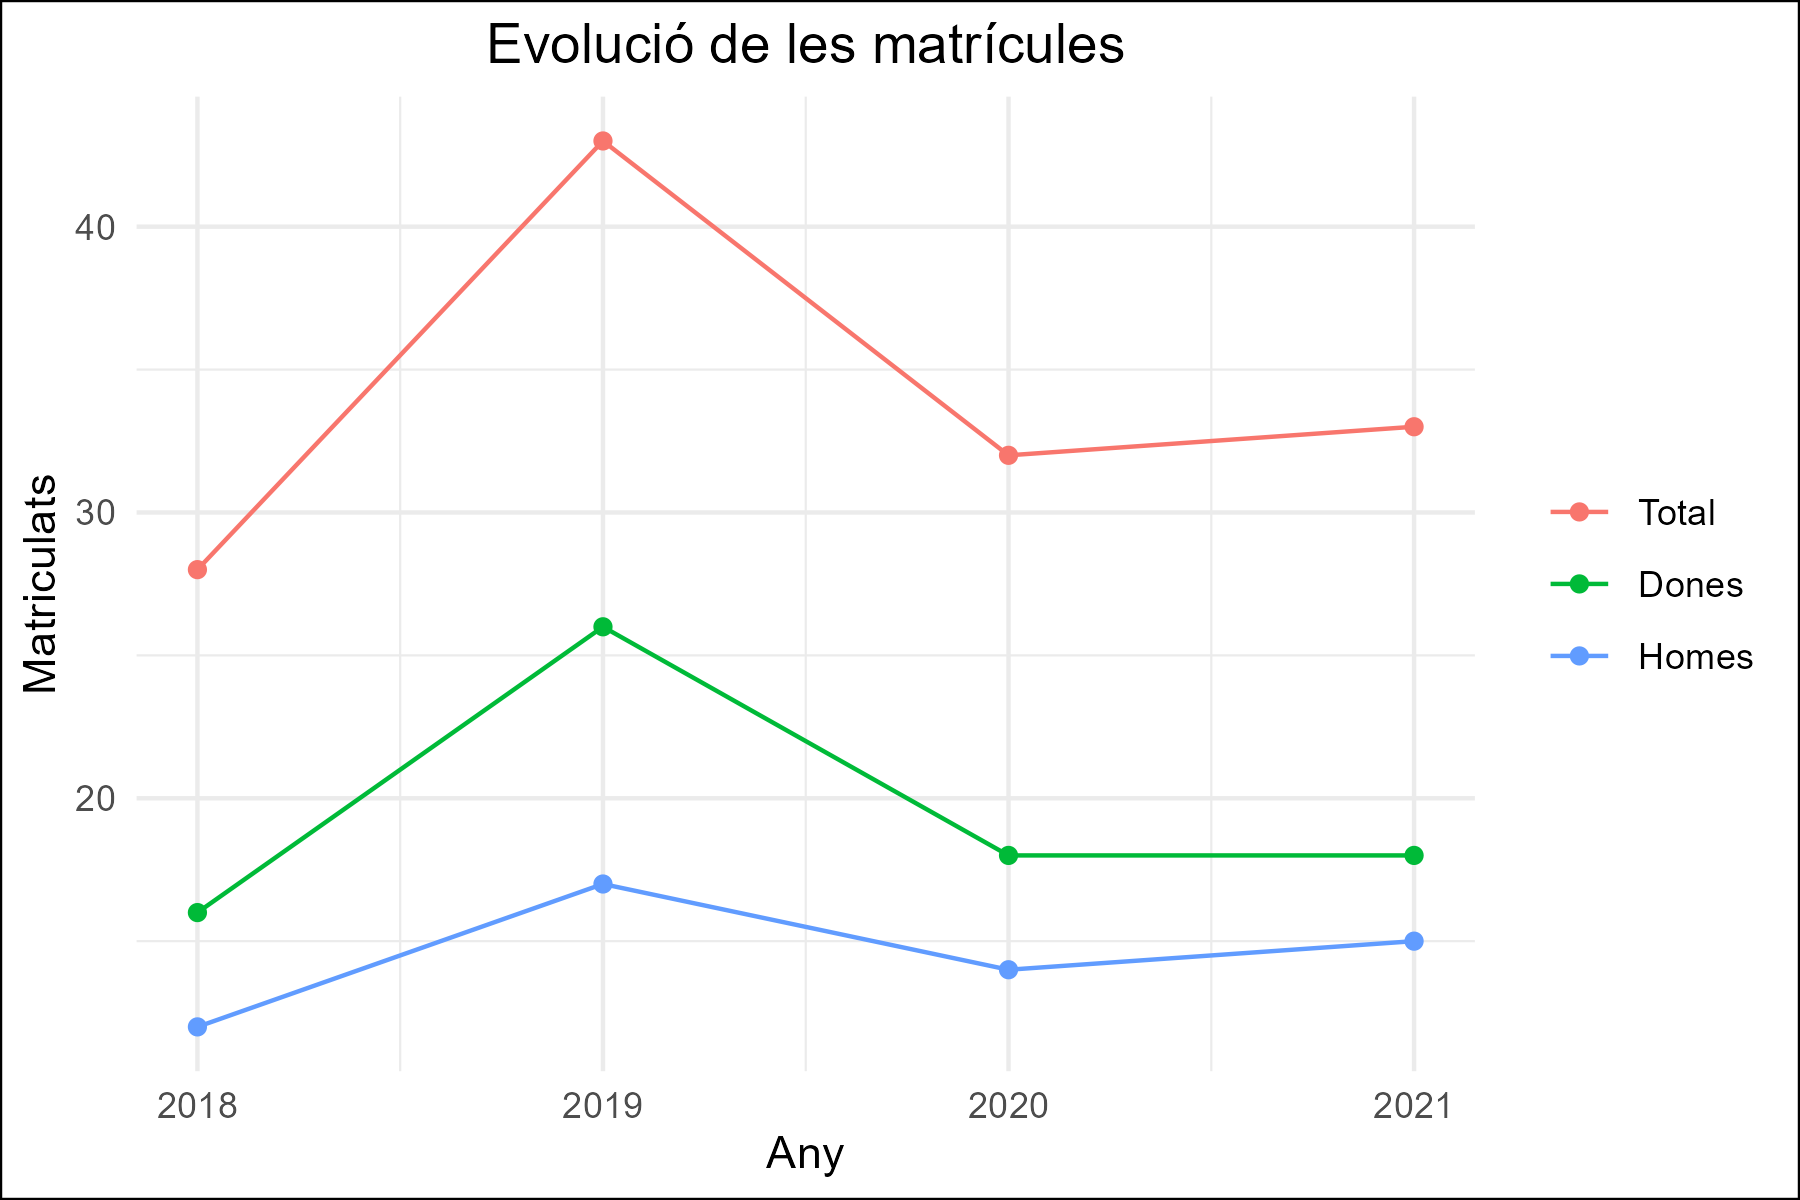 Evolució de les matrícules
Matriculats
40
30
20
2018
2019
2020
2021
Any
Total
Dones
Homes